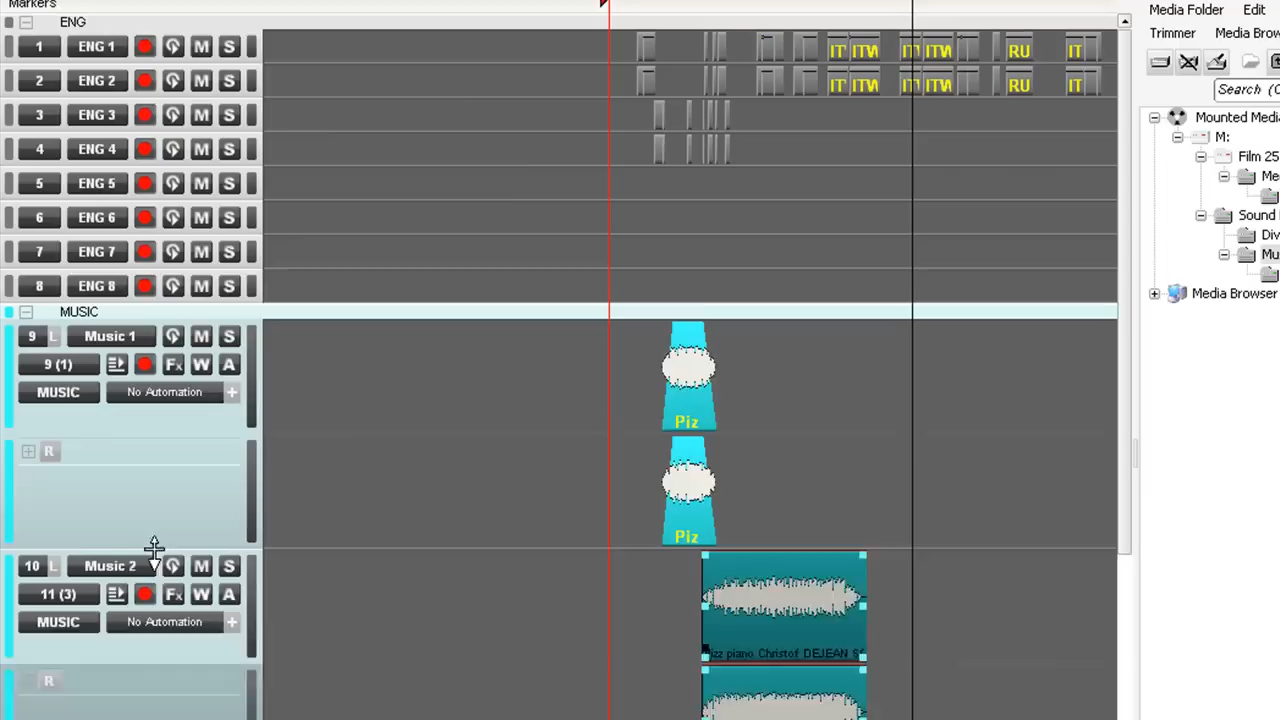 Markers
Media Folder Edit
ENG
Trimmer Media Brow
1 ENG 1 M S
IT ITW IT ITW RU IT
2 ENG 2 M S
IT ITW IT ITW RU IT
Search (C
3 ENG 3 M S
Mounted Media
M:
4 ENG 4 M S
Film 25
Me
5 ENG 5 M S
6 ENG 6 M S
Sound
Div
7 ENG 7 M S
Mu
8 ENG 8 M S
Media Browser
MUSIC
9 L Music 1 M S
9 (1) Fx W A
MUSIC No Automation +
Piz
R
Piz
10 L Music 2 M S
11 (3) Fx W A
MUSIC No Automation +
izz piano Christof DEJEAN
R